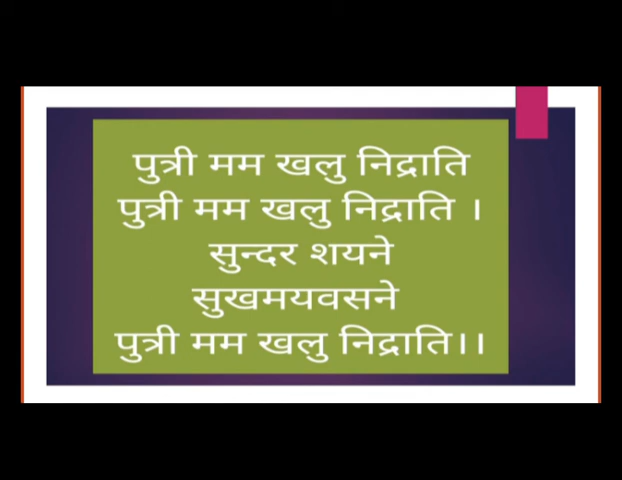 पुत्री मम खलु निद्राति
पुत्री मम खलु निद्राति ।
सुन्दर शयने
सुखमयवसने
पुत्री मम खलु निद्राति।।